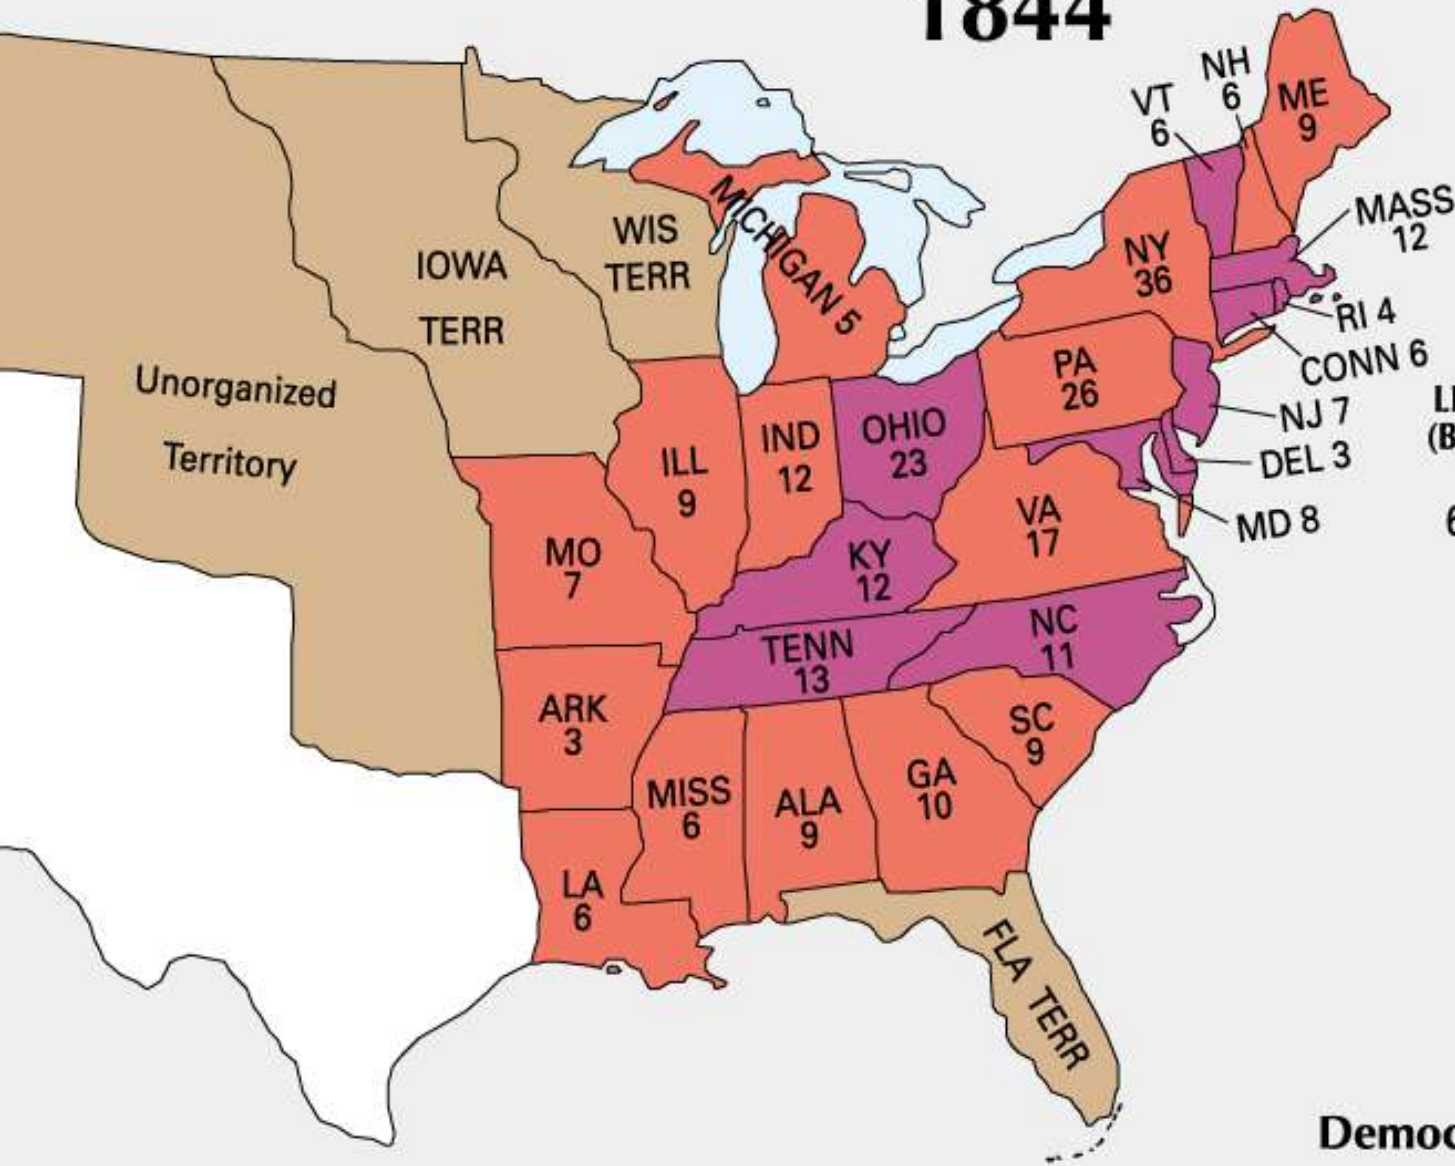 1844
NH
6
VT
6
ME
9
MASS
12
NY
36
RI 4
CONN 6
NJ 7
DEL 3
MD 8
PA
26
WIS
TERR
IOWA
TERR
MICHIGAN 5
Unorganized
Territory
OHIO
23
IND
12
ILL
9
VA
17
MO
7
KY
12
NC
11
TENN
13
ARK
3
SC
9
MISS
6
ALA
9
GA
10
LA
6
FLA TERR
(B
6
Democ